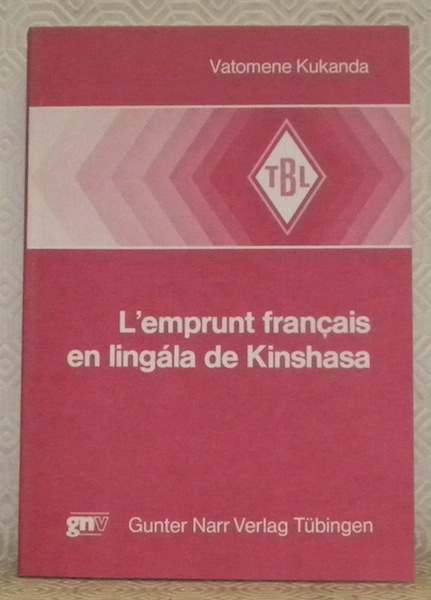 Vatomene Kukanda
TBL
L'emprunt français
en lingála de Kinshasa
gnv Gunter Narr Verlag Tübingen